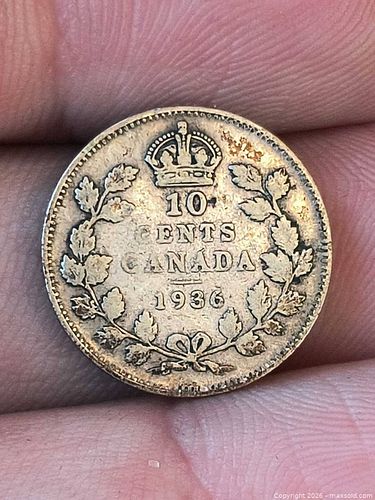 10
CENTS
CANADA
1936
Copyright 2026 - maxsold.com